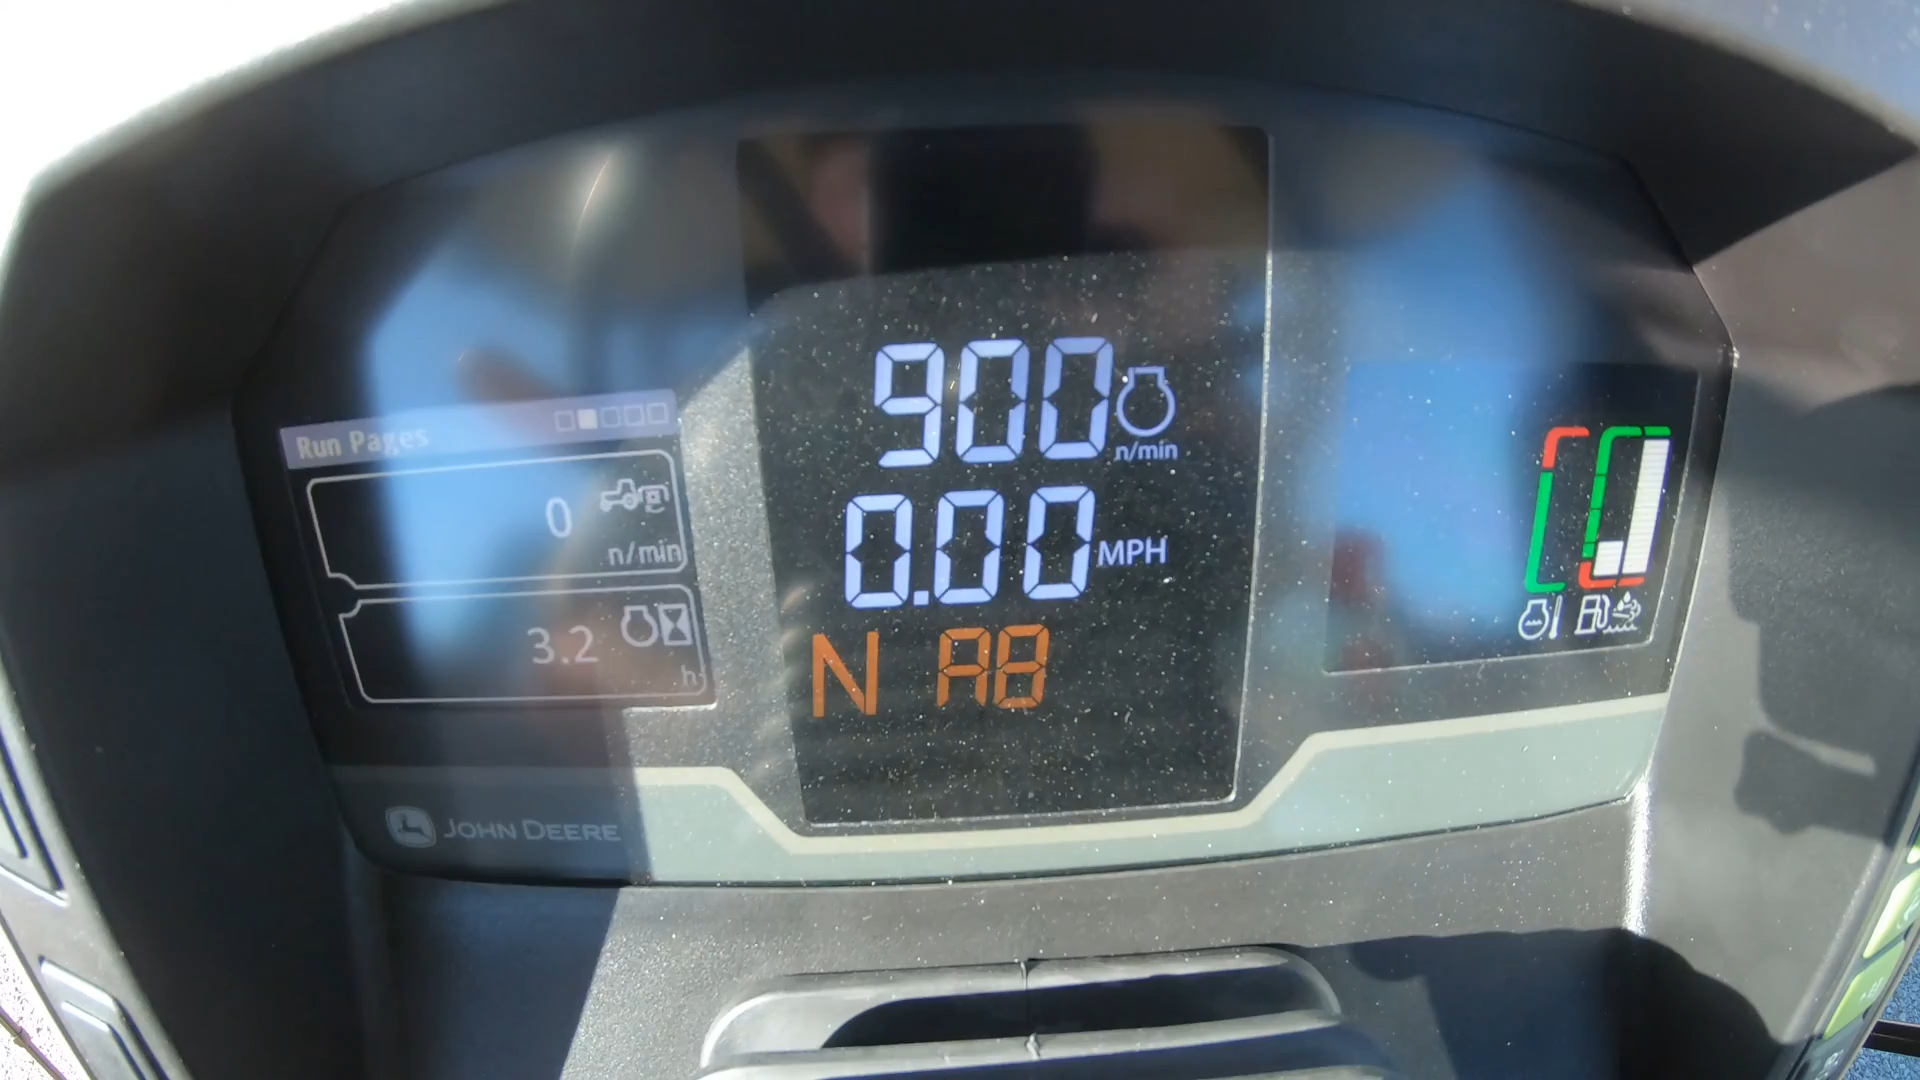 Run Pages
0
n/min
3.2
h
900
n/min
0.00 MPH
N A8
JOHN DEERE